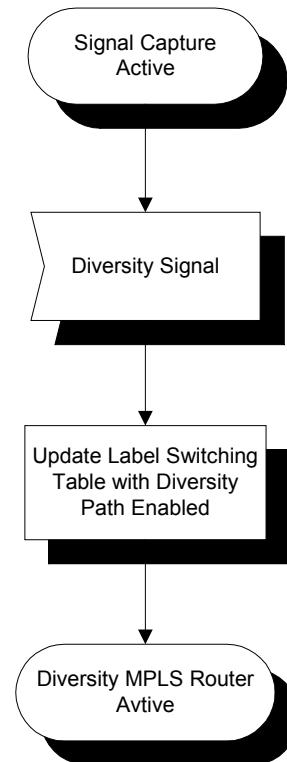 Signal Capture
Active
Diversity Signal
Update Label Switching
Table with Diversity
Path Enabled
Diversity MPLS Router
Avtive